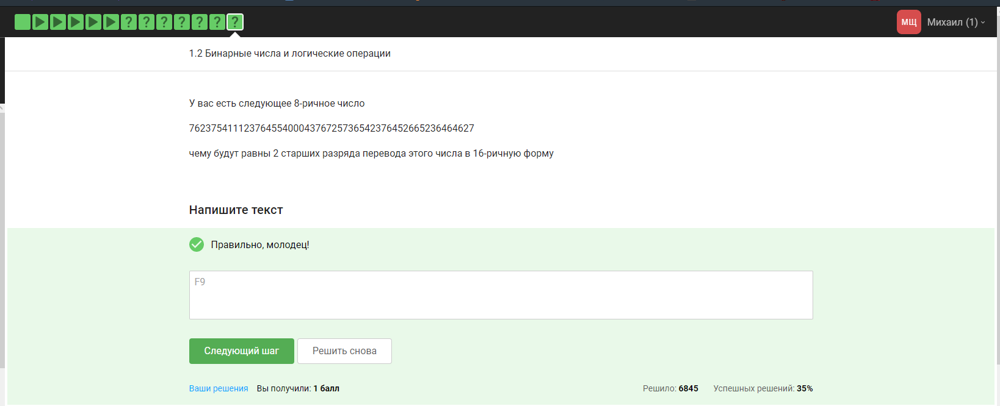 ? ? ? ? ? ? ?
МЩ Михаил (1)
1.2 Бинарные числа и логические операции
У вас есть следующее 8-ричное число
7623754111237645540004376725736542376452665236464627
чему будут равны 2 старших разряда перевода этого числа в 16-ричную форму
Напишите текст
Правильно, молодец!
F9
Следующий шаг Решить снова
Ваши решения Вы получили: 1 балл Решило: 6845 Успешных решений: 35%